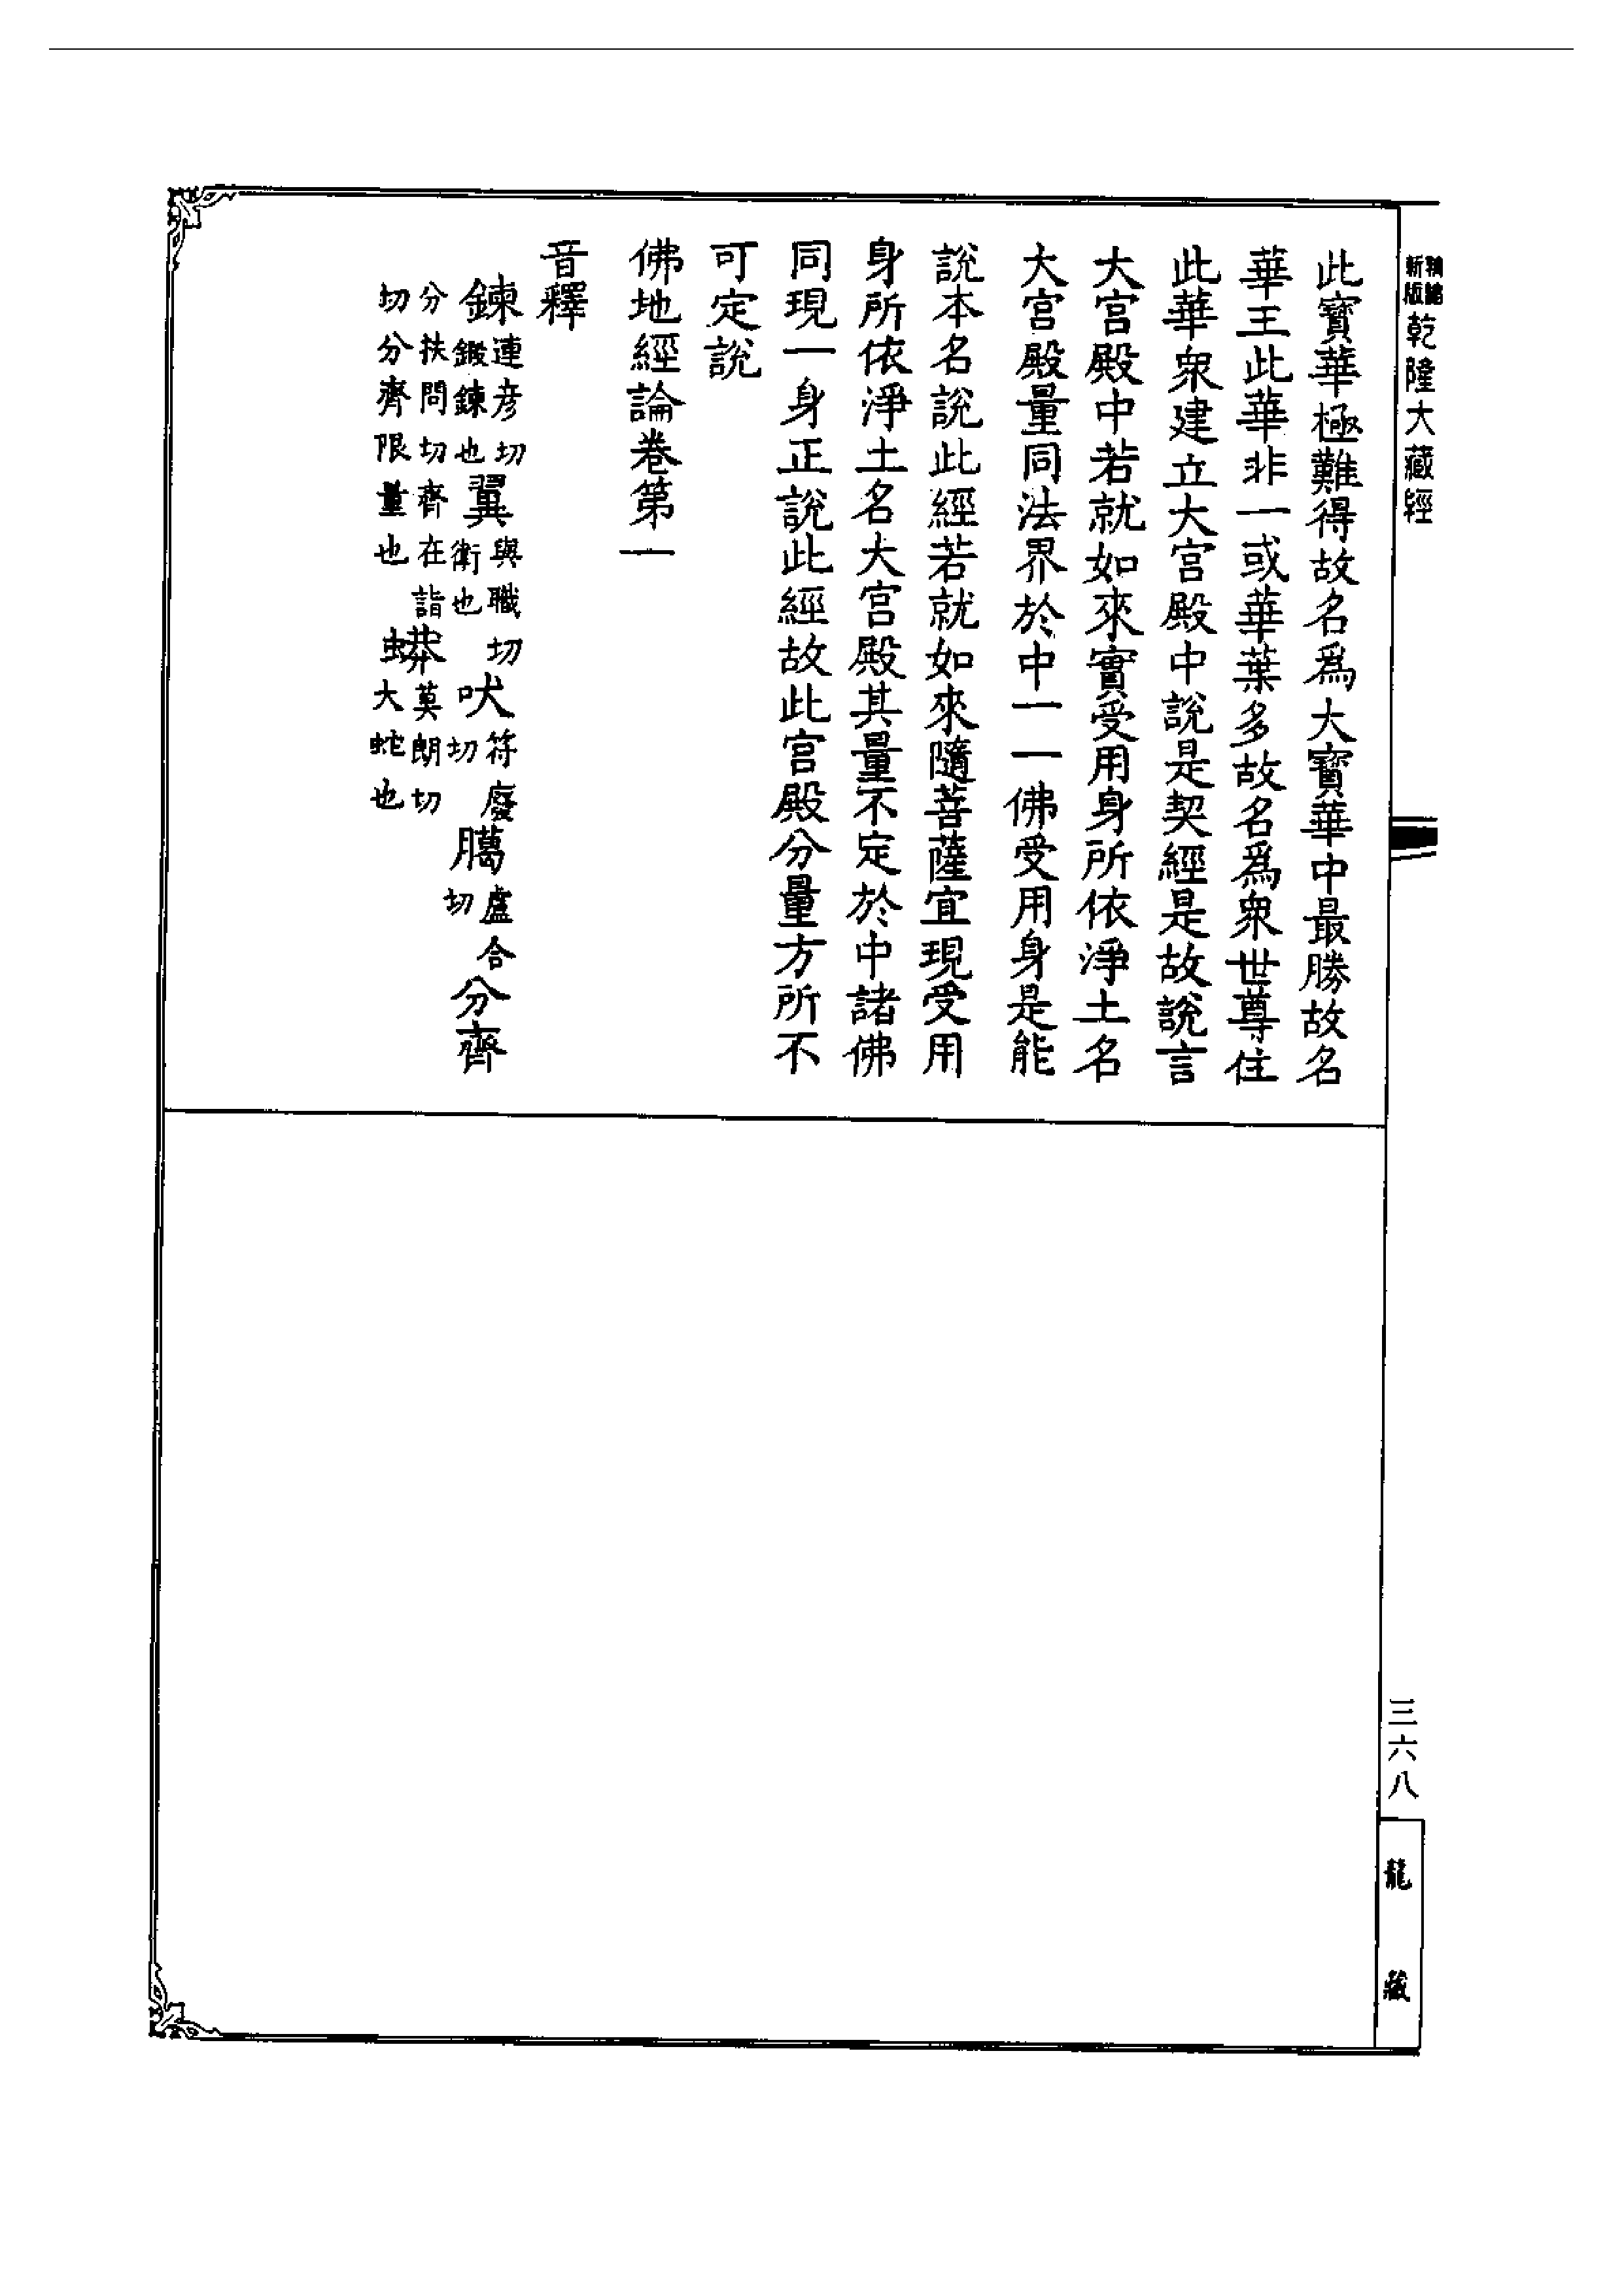 新版精縮乾隆大藏經
此寶華極難得故名爲大寶華中最勝故名
華王此華非一或華葉多故名爲衆世尊住
此華衆建立大宮殿中說是契經是故說言
大宮殿中若就如來實受用身所依淨土名
大宮殿量同法界於中一一佛受用身是能
說本名說此經若就如來隨菩薩宜現受用
身所依淨土名大宮殿其量不定於中諸佛
同現一身正說此經故此宮殿分量方所不
可定說
佛地經論卷第一
音釋
鍊連彦切鍛鍊也翼與職切衛也吠符廢切臈盧合切分齊
分扶問切齊在詣切分齊限量也蟒莫朗切大蛇也
三六八
龍藏